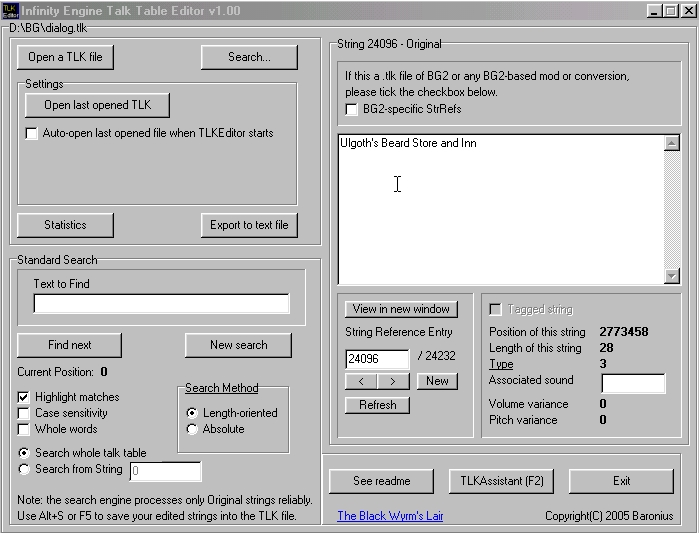 TLK
Editor
Infinity Engine Talk Table Editor v1.00
D:\BG\dialog.tlk
Open a TLK file
Search...
Settings
Open last opened TLK
Auto-open last opened file when TLKEditor starts
Statistics
Export to text file
Standard Search
Text to Find
Find next
New search
Current Position: 0
Highlight matches
Case sensitivity
Whole words
Search Method
Length-oriented
Absolute
Search whole talk table
Search from String 0
Note: the search engine processes only Original strings reliably.
Use Alt+S or F5 to save your edited strings into the TLK file.
String 24096 - Original
If this a .tlk file of BG2 or any BG2-based mod or conversion,
please tick the checkbox below.
BG2-specific StrRefs
Ulgoth's Beard Store and Inn
View in new window
String Reference Entry
24096 / 24232
< > New
Refresh
Tagged string
Position of this string 2773458
Length of this string 28
Type 3
Associated sound
Volume variance 0
Pitch variance 0
See readme
TLKAssistant (F2)
Exit
The Black Wyrm's Lair
Copyright(C) 2005 Baronius